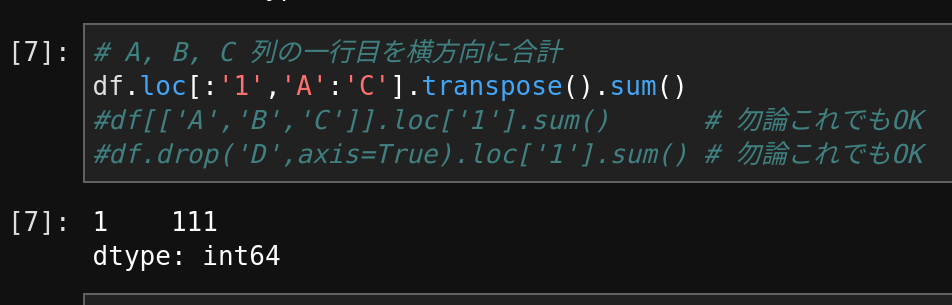 [7]: # A, B, C 列の一行目を横方向に合計
df.loc[:'1','A':'C'].transpose().sum()
#df[['A','B','C']].loc['1'].sum()      # 勿論これでもOK
#df.drop('D',axis=True).loc['1'].sum() # 勿論これでもOK
[7]: 1    111
dtype: int64